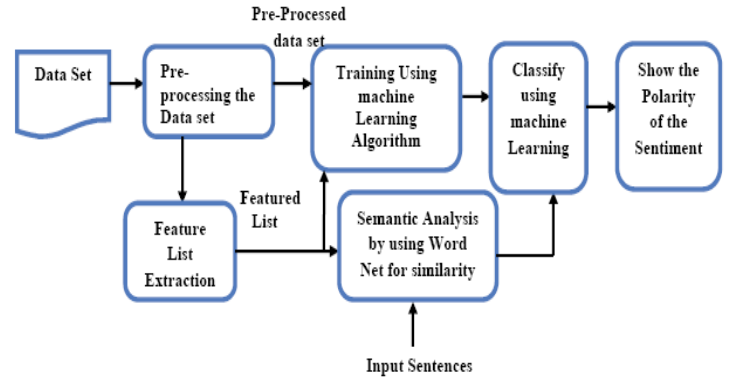 Pre-Processed
data set
Data Set
Pre-
processing the
Data set
Training Using
machine
Learning
Algorithm
Classify
using
machine
Learning
Show the
Polarity
of the
Sentiment
Featured
List
Feature
List
Extraction
Semantic Analysis
by using Word
Net for similarity
Input Sentences